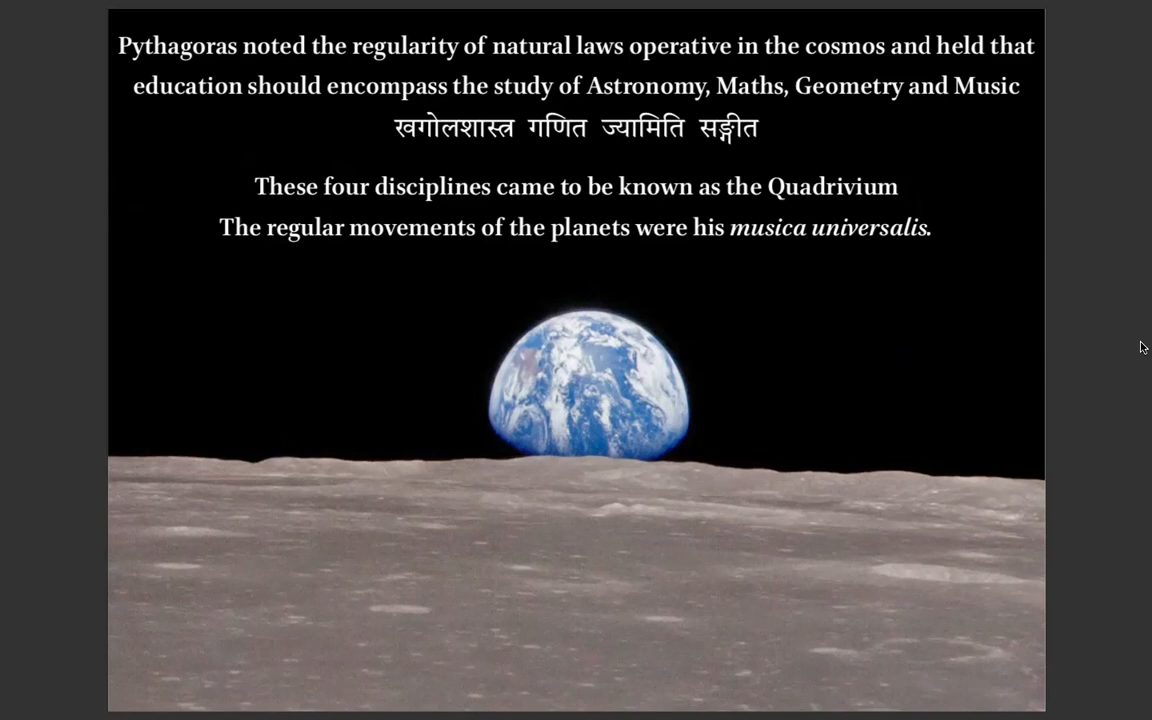 Pythagoras noted the regularity of natural laws operative in the cosmos and held that
education should encompass the study of Astronomy, Maths, Geometry and Music
खगोलशास्त्र गणित ज्यामिति सङ्गीत
These four disciplines came to be known as the Quadrivium
The regular movements of the planets were his musica universalis.